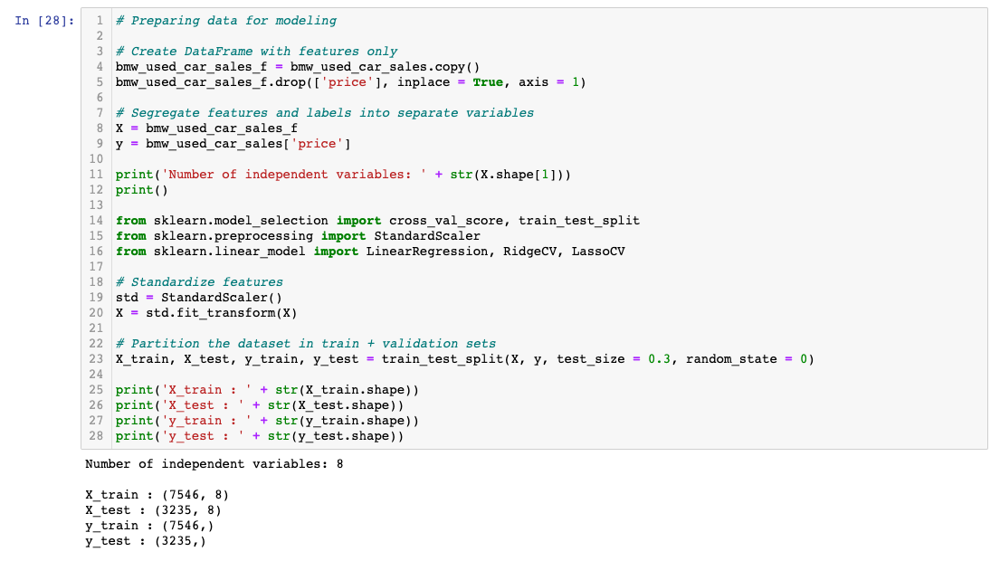 In [28]:
1 # Preparing data for modeling
2
3 # Create DataFrame with features only
4 bmw_used_car_sales_f = bmw_used_car_sales.copy()
5 bmw_used_car_sales_f.drop(['price'], inplace = True, axis = 1)
6
7 # Segregate features and labels into separate variables
8 X = bmw_used_car_sales_f
9 y = bmw_used_car_sales['price']
10
11 print('Number of independent variables: ' + str(X.shape[1]))
12 print()
13
14 from sklearn.model_selection import cross_val_score, train_test_split
15 from sklearn.preprocessing import StandardScaler
16 from sklearn.linear_model import LinearRegression, RidgeCV, LassoCV
17
18 # Standardize features
19 std = StandardScaler()
20 X = std.fit_transform(X)
21
22 # Partition the dataset in train + validation sets
23 X_train, X_test, y_train, y_test = train_test_split(X, y, test_size = 0.3, random_state = 0)
24
25 print('X_train : ' + str(X_train.shape))
26 print('X_test : ' + str(X_test.shape))
27 print('y_train : ' + str(y_train.shape))
28 print('y_test : ' + str(y_test.shape))
Number of independent variables: 8
X_train : (7546, 8)
X_test : (3235, 8)
y_train : (7546,)
y_test : (3235,)